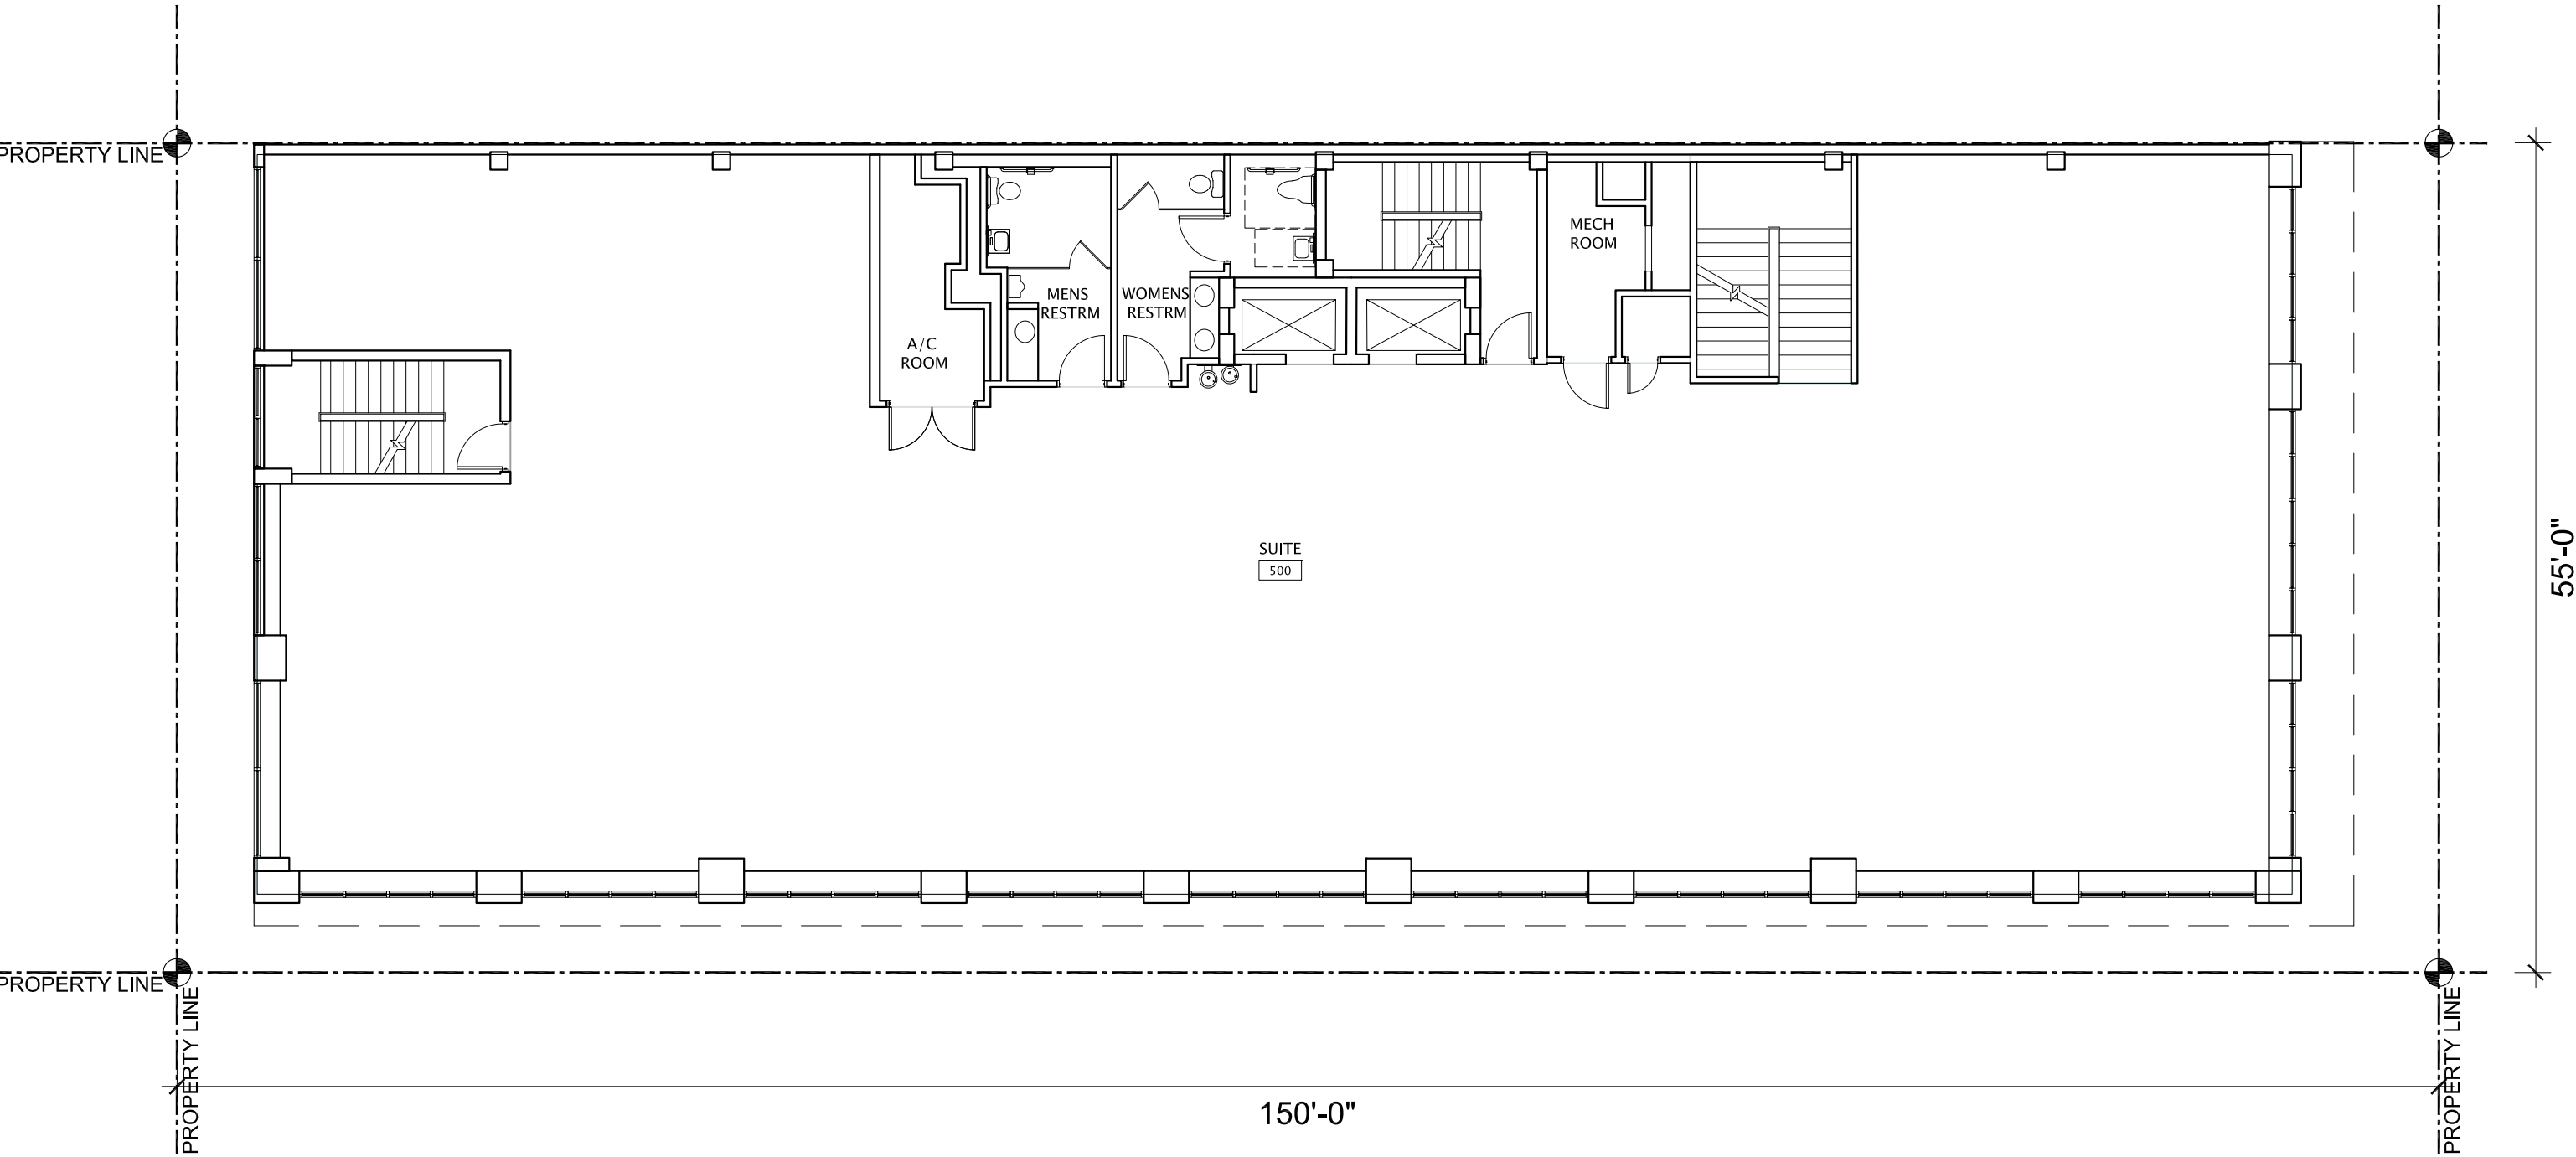 PROPERTY LINE
MECH
ROOM
MENS
RESTRM
WOMENS
RESTRM
A/C
ROOM
SUITE
500
55'-0"
PROPERTY LINE
PROPERTY LINE
PROPERTY LINE
150'-0"